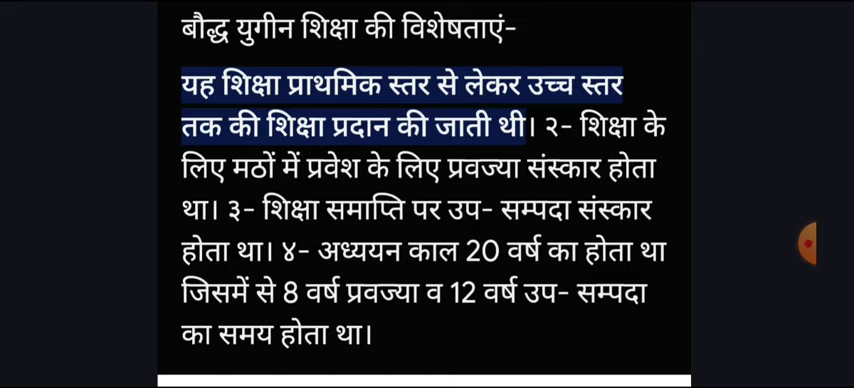 बौद्ध युगीन शिक्षा की विशेषताएं-
यह शिक्षा प्राथमिक स्तर से लेकर उच्च स्तर
तक की शिक्षा प्रदान की जाती थी। २- शिक्षा के
लिए मठों में प्रवेश के लिए प्रवज्या संस्कार होता
था। ३- शिक्षा समाप्ति पर उप- सम्पदा संस्कार
होता था। ४- अध्ययन काल 20 वर्ष का होता था
जिसमें से 8 वर्ष प्रवज्या व 12 वर्ष उप- सम्पदा
का समय होता था।